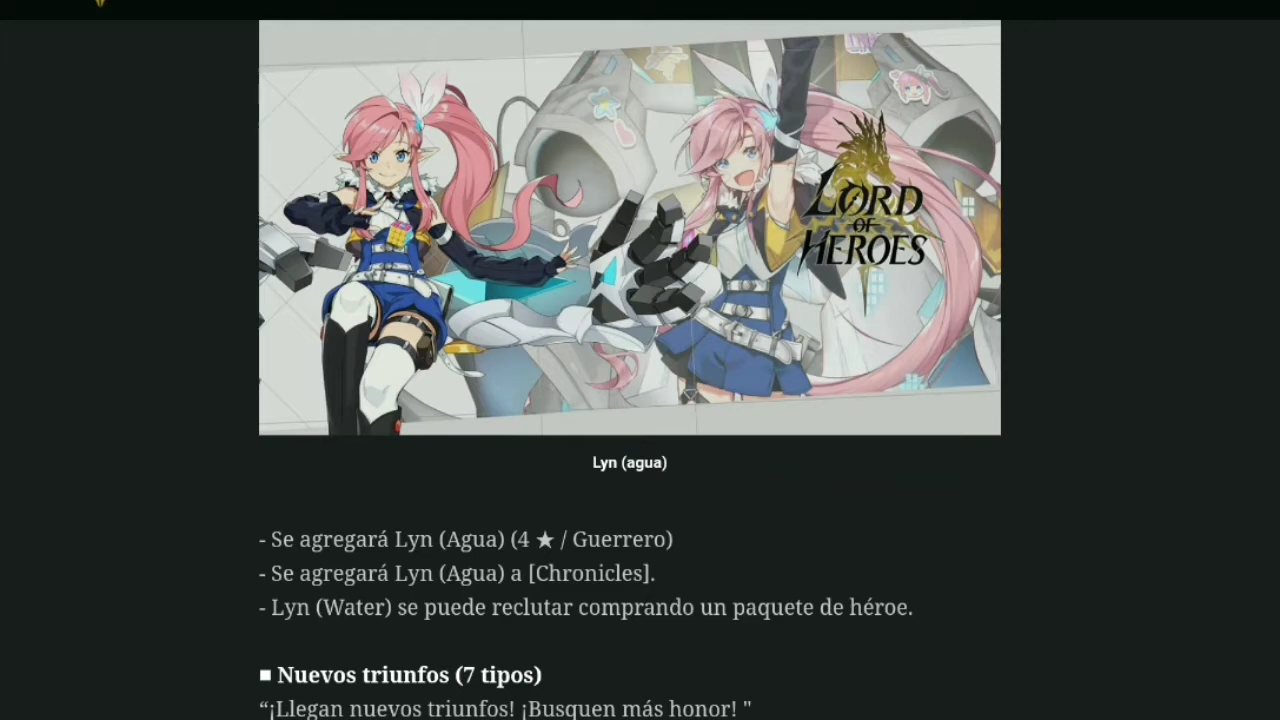 LORD
OF
HEROES
Lyn (agua)
- Se agregará Lyn (Agua) (4 ★ / Guerrero)
- Se agregará Lyn (Agua) a [Chronicles].
- Lyn (Water) se puede reclutar comprando un paquete de héroe.
■ Nuevos triunfos (7 tipos)
“¡Llegan nuevos triunfos! ¡Busquen más honor! "